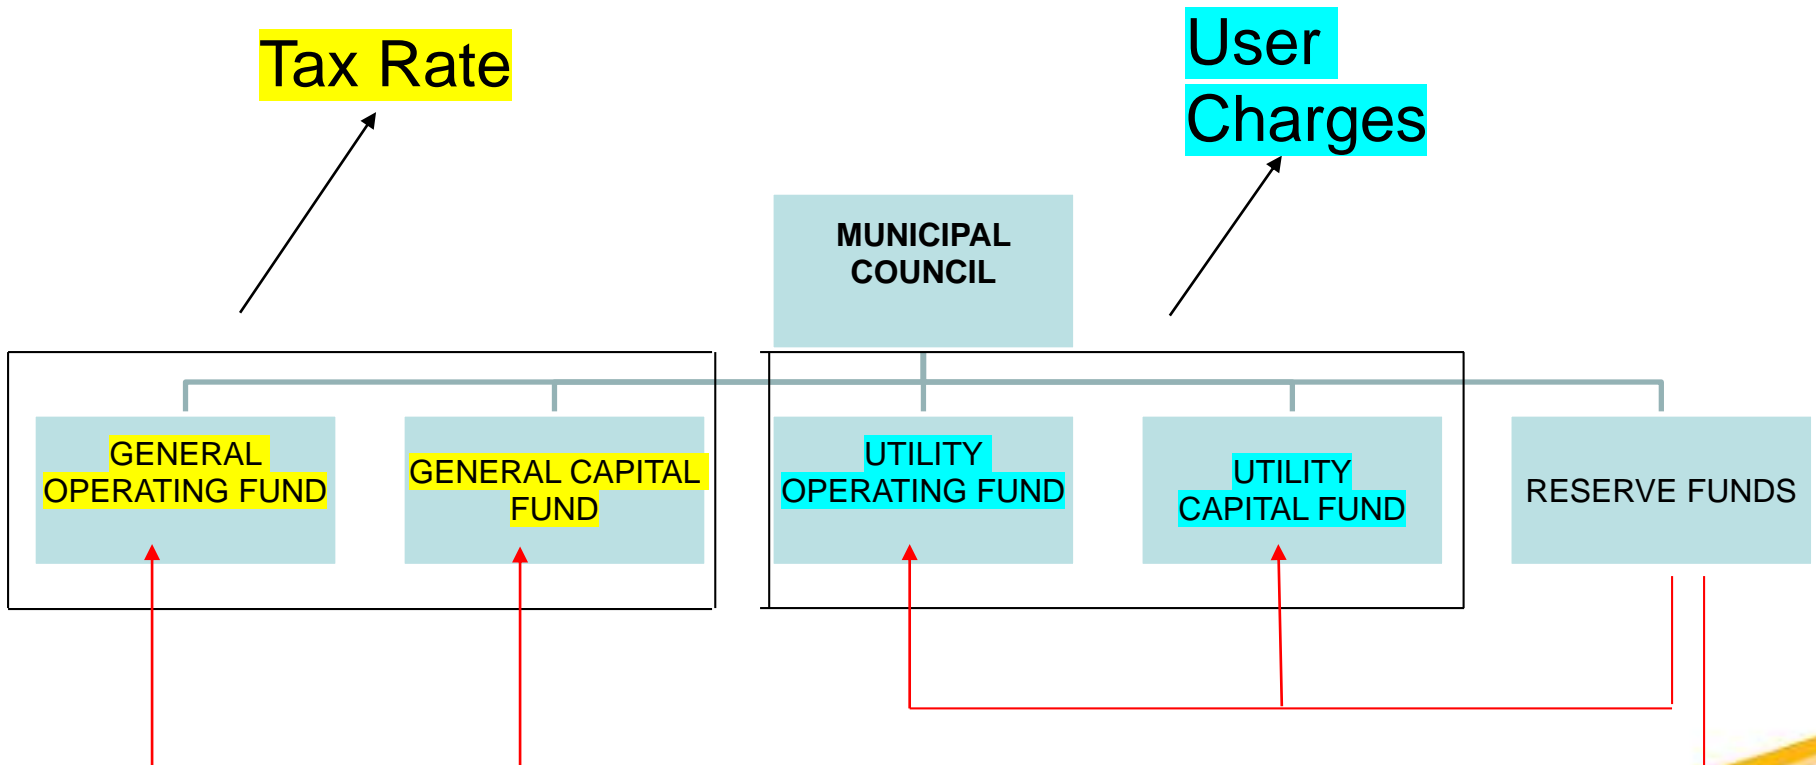 Tax Rate
User
Charges
MUNICIPAL
COUNCIL
GENERAL
OPERATING FUND
GENERAL CAPITAL
FUND
UTILITY
OPERATING FUND
UTILITY
CAPITAL FUND
RESERVE FUNDS